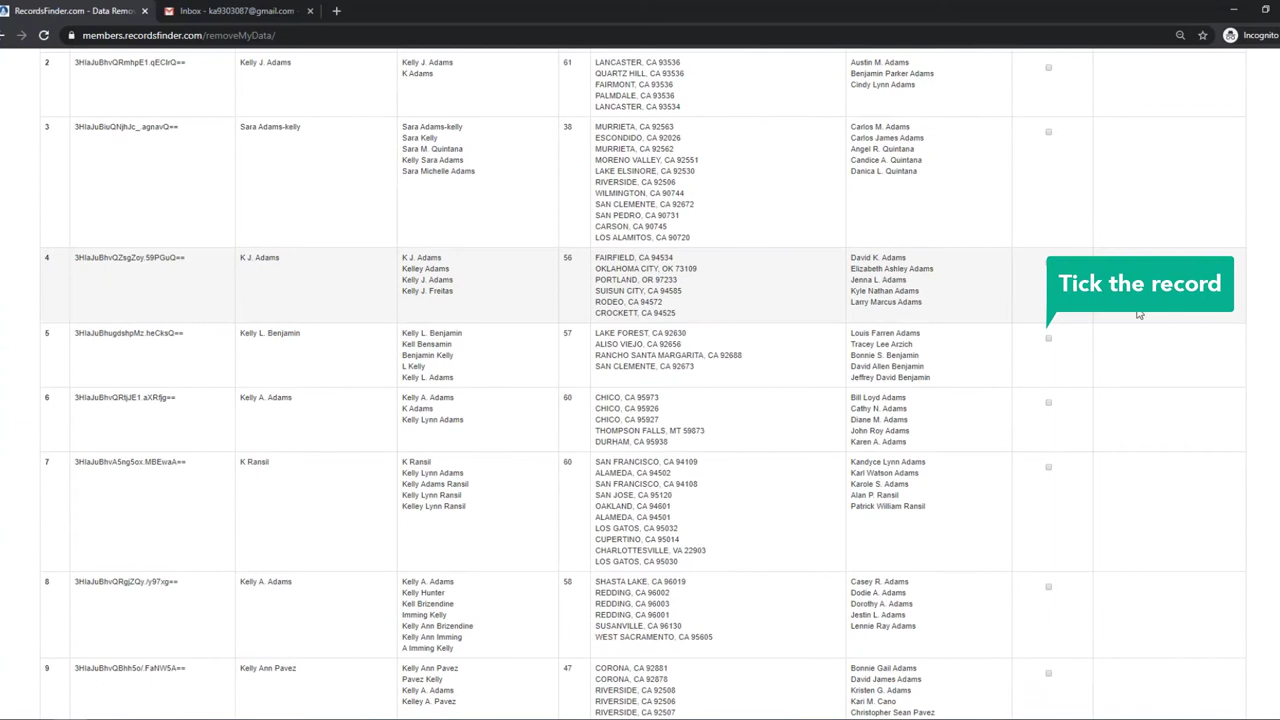 RecordsFinder.com - Data Remov
Inbox - ka9303087@gmail.com
members.recordsfinder.com/removeMyData/
Incognito
2 3HlaJuBhvQRmhpE1.qEClrQ== Kelly J. Adams Kelly J. Adams 61 LANCASTER, CA 93536 Austin M. Adams
K Adams QUARTZ HILL, CA 93536 Benjamin Parker Adams
FAIRMONT, CA 93536 Cindy Lynn Adams
PALMDALE, CA 93536
LANCASTER, CA 93534
3 3HlaJuBiuQNjhJc_.agnavQ== Sara Adams-kelly Sara Adams-kelly 38 MURRIETA, CA 92563 Carlos M. Adams
Sara Kelly ESCONDIDO, CA 92026 Carlos James Adams
Sara M. Quintana MURRIETA, CA 92562 Angel R. Quintana
Kelly Sara Adams MORENO VALLEY, CA 92551 Candice A. Quintana
Sara Michelle Adams LAKE ELSINORE, CA 92530 Danica L. Quintana
RIVERSIDE, CA 92506
WILMINGTON, CA 90744
SAN CLEMENTE, CA 92672
SAN PEDRO, CA 90731
CARSON, CA 90745
LOS ALAMITOS, CA 90720
4 3HlaJuBhvQZsgZoy.59PGuQ== K J. Adams K J. Adams 56 FAIRFIELD, CA 94534 David K. Adams
Kelley Adams OKLAHOMA CITY, OK 73109 Elizabeth Ashley Adams
Kelly J. Adams PORTLAND, OR 97233 Jenna L. Adams
Kelly J. Freitas SUISUN CITY, CA 94585 Kyle Nathan Adams
RODEO, CA 94572 Larry Marcus Adams
CROCKETT, CA 94525
Tick the record
5 3HlaJuBhugdshpMz.heCksQ== Kelly L. Benjamin Kelly L. Benjamin 57 LAKE FOREST, CA 92630 Louis Farren Adams
Kell Bensamin ALISO VIEJO, CA 92656 Tracey Lee Arzich
Benjamin Kelly RANCHO SANTA MARGARITA, CA 92688 Bonnie S. Benjamin
L Kelly SAN CLEMENTE, CA 92673 David Allen Benjamin
Kelly L. Adams Jeffrey David Benjamin
6 3HlaJuBhvQRtjJE1.aXRfjg== Kelly A. Adams Kelly A. Adams 60 CHICO, CA 95973 Bill Loyd Adams
K Adams CHICO, CA 95926 Cathy N. Adams
Kelly Lynn Adams CHICO, CA 95927 Diane M. Adams
THOMPSON FALLS, MT 59873 John Roy Adams
DURHAM, CA 95938 Karen A. Adams
7 3HlaJuBhvA5ng5ox.MBEwaA== K Ransil K Ransil 60 SAN FRANCISCO, CA 94109 Kandyce Lynn Adams
Kelly Lynn Adams ALAMEDA, CA 94502 Karl Watson Adams
Kelly Adams Ransil SAN FRANCISCO, CA 94108 Karole S. Adams
Kelly Lynn Ransil SAN JOSE, CA 95120 Alan P. Ransil
Kelley Lynn Ransil OAKLAND, CA 94601 Patrick William Ransil
ALAMEDA, CA 94501
LOS GATOS, CA 95032
CUPERTINO, CA 95014
CHARLOTTESVILLE, VA 22903
LOS GATOS, CA 95030
8 3HlaJuBhvQRgjZQy./y97xg== Kelly A. Adams Kelly A. Adams 58 SHASTA LAKE, CA 96019 Casey R. Adams
Kelly Hunter REDDING, CA 96002 Dodie A. Adams
Kell Brizendine REDDING, CA 96003 Dorothy A. Adams
Imming Kelly REDDING, CA 96001 Jestin L. Adams
Kelly Ann Brizendine SUSANVILLE, CA 96130 Lennie Ray Adams
Kelly Ann Imming WEST SACRAMENTO, CA 95605
A Imming Kelly
9 3HlaJuBhvQBhh5o/.FaNW5A== Kelly Ann Pavez Kelly Ann Pavez 47 CORONA, CA 92881 Bonnie Gail Adams
Pavez Kelly CORONA, CA 92878 David James Adams
Kelly A. Adams RIVERSIDE, CA 92508 Kristen G. Adams
Kelley A. Pavez RIVERSIDE, CA 92506 Kari M. Cano
RIVERSIDE, CA 92507 Christopher Sean Pavez